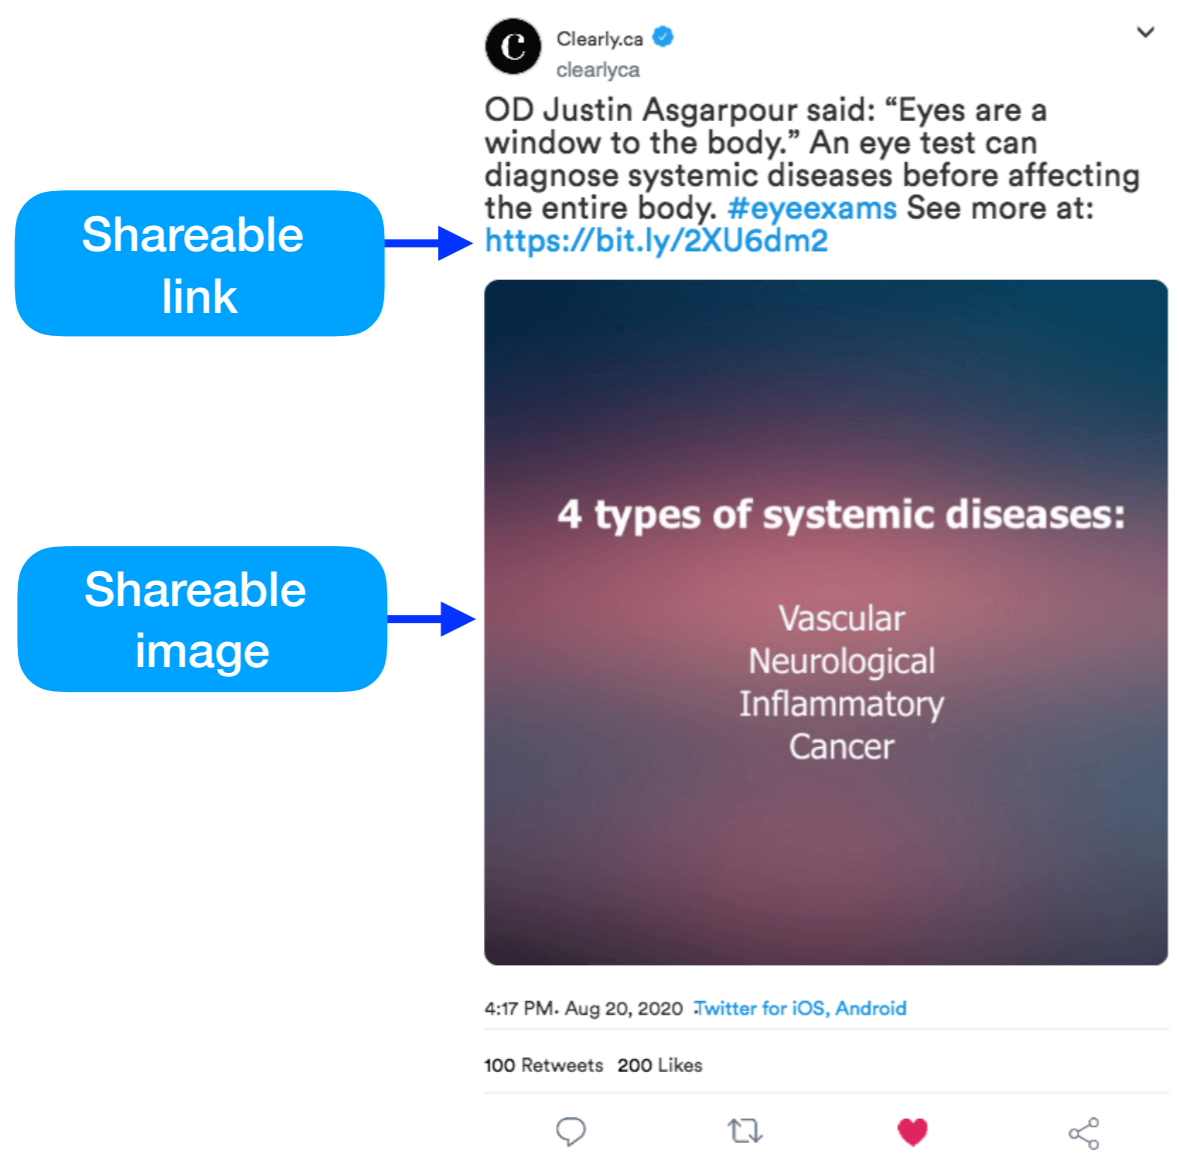 C
Clearly.ca
clearlyca
OD Justin Asgarpour said: “Eyes are a
window to the body.” An eye test can
diagnose systemic diseases before affecting
the entire body. #eyeexams See more at:
https://bit.ly/2XU6dm2
Shareable
link
4 types of systemic diseases:
Vascular
Neurological
Inflammatory
Cancer
Shareable
image
4:17 PM. Aug 20, 2020 .Twitter for iOS, Android
100 Retweets 200 Likes